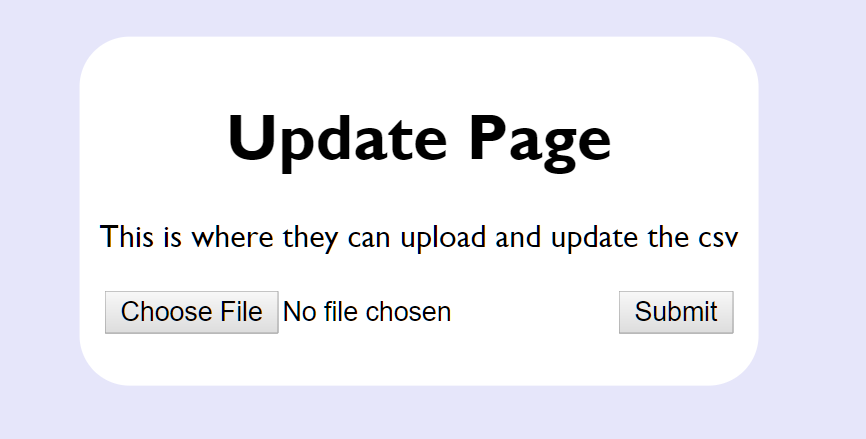 Update Page
This is where they can upload and update the csv
Choose File No file chosen Submit